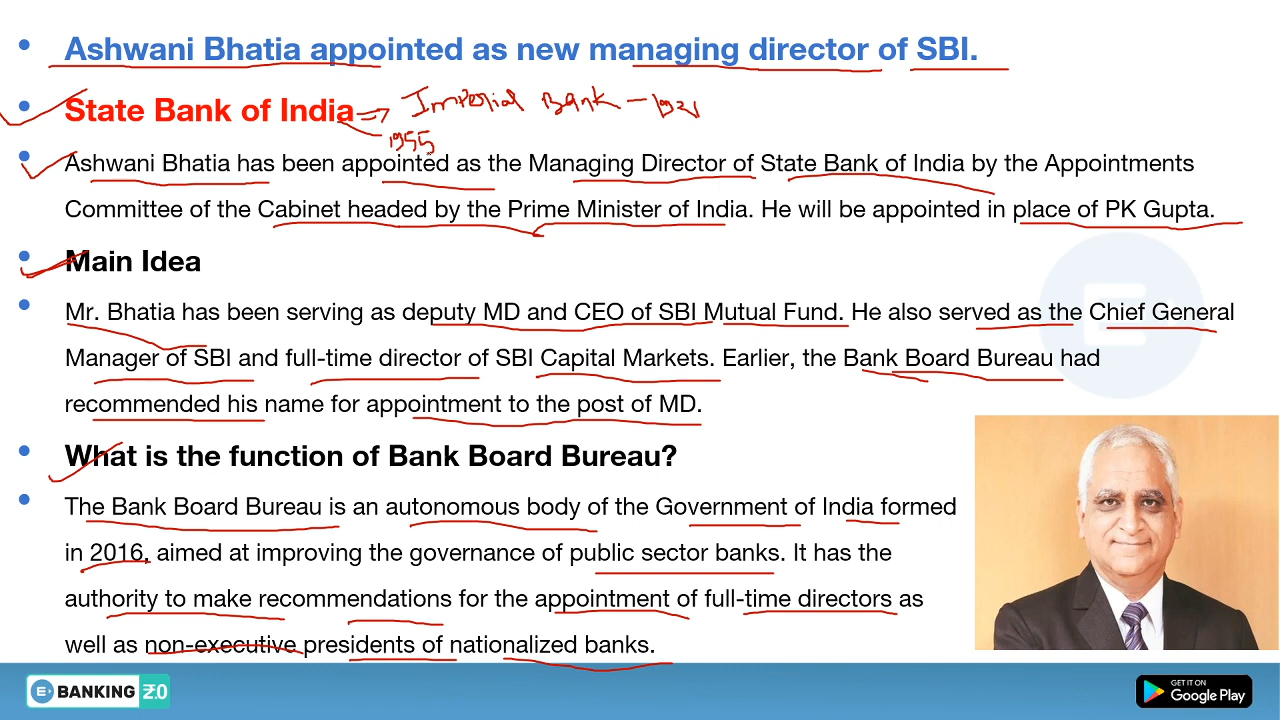 Ashwani Bhatia appointed as new managing director of SBI.
State Bank of India => Imperial Bank - 1921
1955
Ashwani Bhatia has been appointed as the Managing Director of State Bank of India by the Appointments
Committee of the Cabinet headed by the Prime Minister of India. He will be appointed in place of PK Gupta.
Main Idea
Mr. Bhatia has been serving as deputy MD and CEO of SBI Mutual Fund. He also served as the Chief General
Manager of SBI and full-time director of SBI Capital Markets. Earlier, the Bank Board Bureau had
recommended his name for appointment to the post of MD.
What is the function of Bank Board Bureau?
The Bank Board Bureau is an autonomous body of the Government of India formed
in 2016, aimed at improving the governance of public sector banks. It has the
authority to make recommendations for the appointment of full-time directors as
well as non-executive presidents of nationalized banks.
E BANKING 2.0
GET IT ON
Google Play